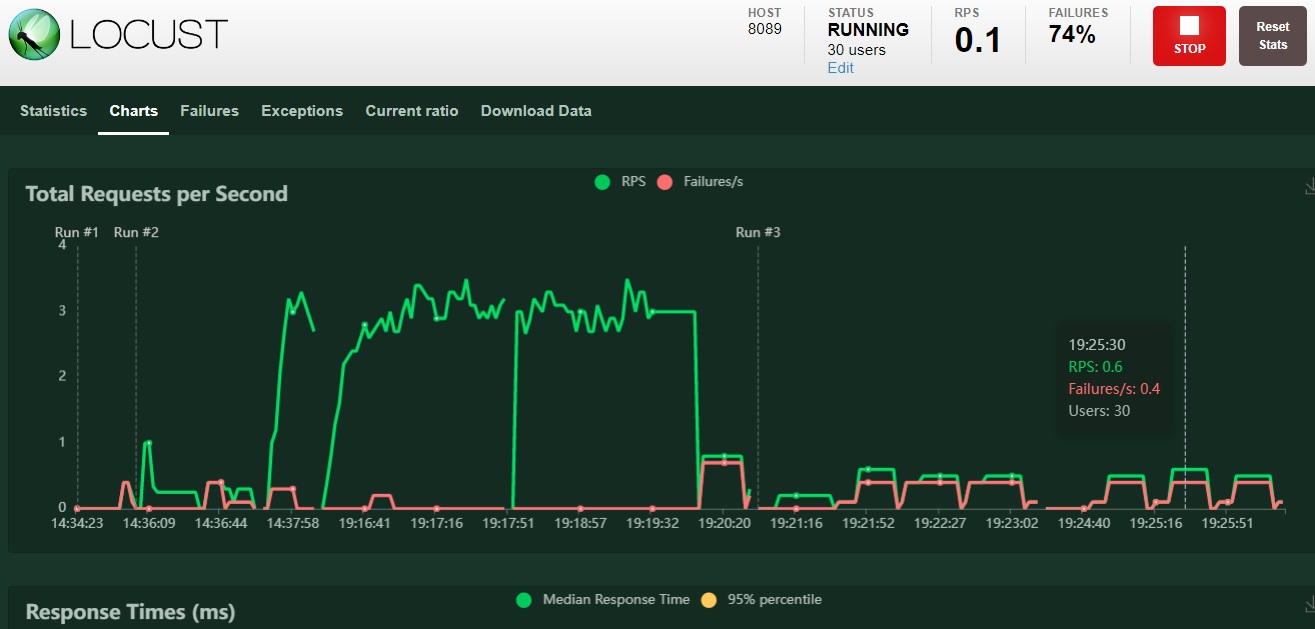 LOCUST
HOST
8089
STATUS
RUNNING
30 users
Edit
RPS
0.1
FAILURES
74%
STOP
Reset
Stats
Statistics Charts Failures Exceptions Current ratio Download Data
Total Requests per Second
RPS Failures/s
Run #1 Run #2 Run #3
4
3
2
1
0
19:25:30
RPS: 0.6
Failures/s: 0.4
Users: 30
14:34:23 14:36:09 14:36:44 14:37:58 19:16:41 19:17:16 19:17:51 19:18:57 19:19:32 19:20:20 19:21:16 19:21:52 19:22:27 19:23:02 19:24:40 19:25:16 19:25:51
Response Times (ms)
Median Response Time 95% percentile